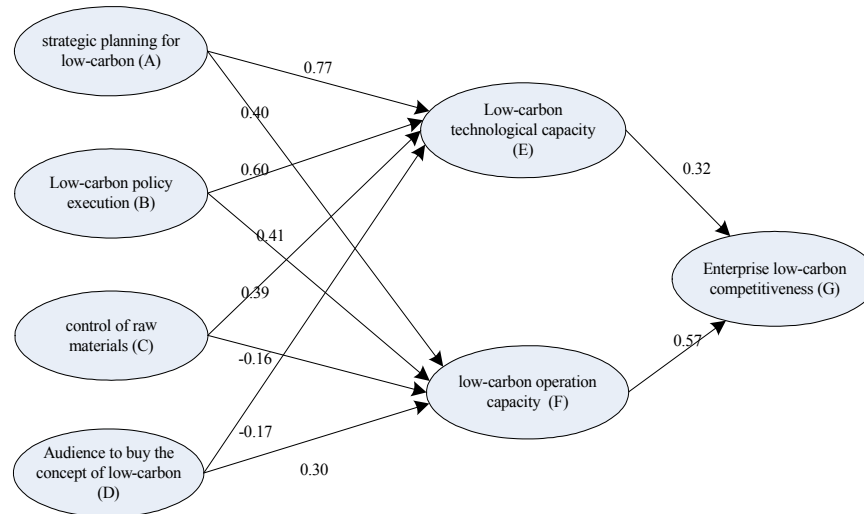 strategic planning for
low-carbon (A)
0.77
0.40
Low-carbon
technological capacity
(E)
Low-carbon policy
execution (B)
0.60
0.32
0.41
Enterprise low-carbon
competitiveness (G)
0.39
control of raw
materials (C)
-0.16
0.57
low-carbon operation
capacity (F)
-0.17
Audience to buy the
concept of low-carbon
(D)
0.30